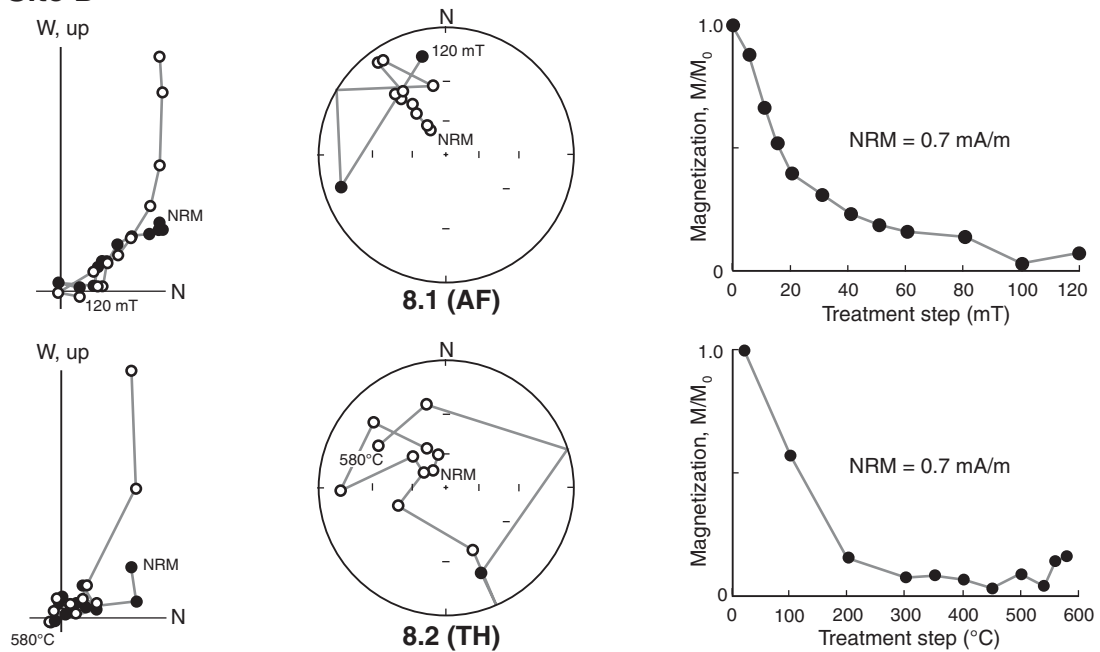 W, up
NRM
N
120 mT
N
120 mT
NRM
8.1 (AF)
1.0
Magnetization, M/M0
NRM = 0.7 mA/m
0
0 20 40 60 80 100 120
Treatment step (mT)
W, up
NRM
N
580°C
N
580°C
NRM
8.2 (TH)
1.0
Magnetization, M/M0
NRM = 0.7 mA/m
0
0 100 200 300 400 500 600
Treatment step (°C)